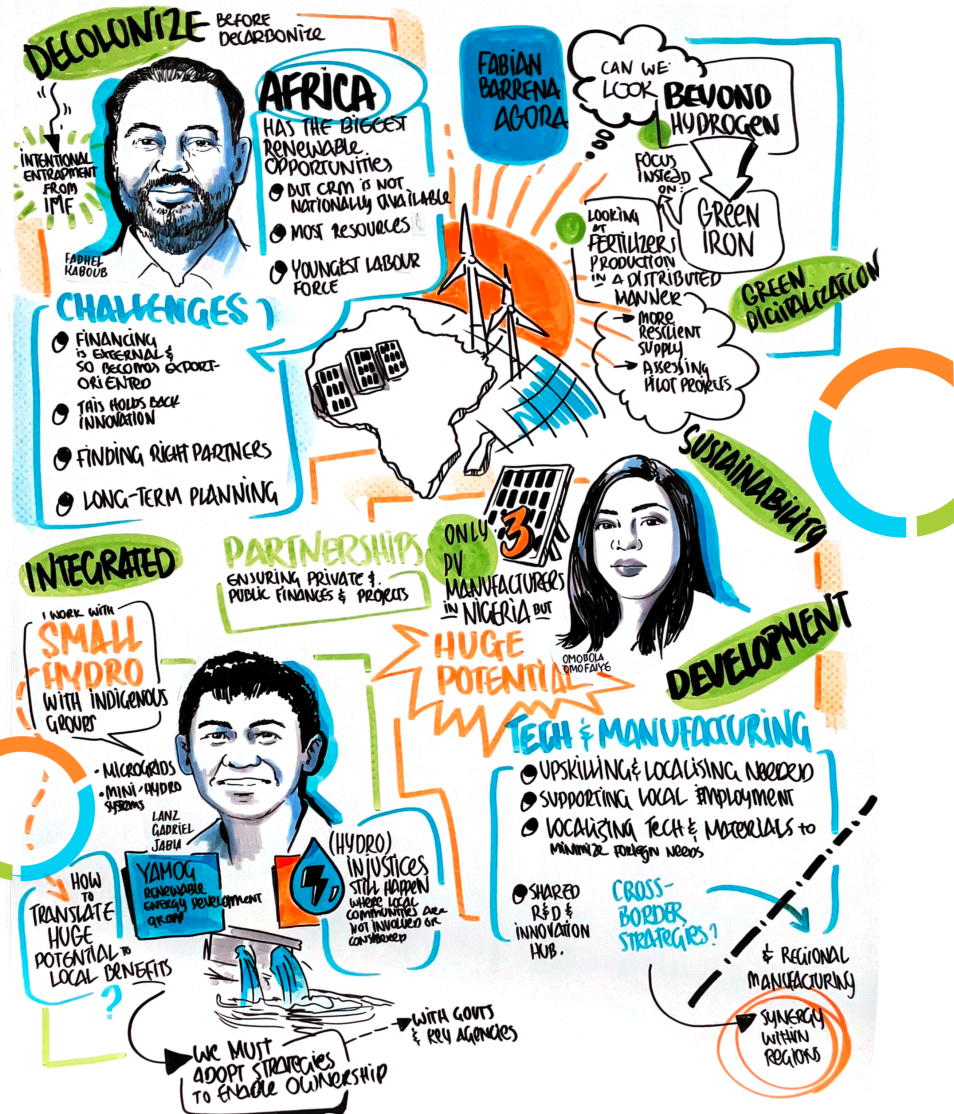 DECOLONIZE
BEFORE
DECARBONIZE
INTENTIONAL
ENTRAPMENT
FROM
IMF
FADHEL
KABOUB
AFRICA
HAS THE BIGGEST
RENEWABLE
OPPORTUNITIES
BUT CRM IS NOT
NATIONALLY AVAILABLE
MOST RESOURCES
YOUNGEST LABOUR
FORCE
FABIAN
BARRENA
AGORA
CAN WE
LOOK
BEYOND
HYDROGEN
FOCUS
INSTEAD
ON:
GREEN
IRON
LOOKING
AT
FERTILIZERS
PRODUCTION
IN A DISTRIBUTED
MANNER
→ MORE
RESILIENT
SUPPLY
→ ASSESSING
PILOT PROJECTS
GREEN
DIGITALIZATION
CHALLENGES
FINANCING
IS EXTERNAL &
SO BECOMES EXPORT-
ORIENTED
THIS HOLDS BACK
INNOVATION
FINDING RIGHT PARTNERS
LONG-TERM PLANNING
SUSTAINABILITY
INTEGRATED
PARTNERSHIPS
ENSURING PRIVATE &
PUBLIC FINANCES & PROJECTS
ONLY
3
PV
MANUFACTURERS
IN NIGERIA BUT
HUGE
POTENTIAL
OMOBOLA
OMOFAIYE
DEVELOPMENT
I WORK WITH
SMALL
HYDRO
WITH INDIGENOUS
GROUPS
• MICROGRIDS
• MINI-HYDRO
SYSTEMS
LANZ
GABRIEL
JABIA
YAMOG
RENEWABLE
ENERGY DEVELOPMENT
GROUP
(HYDRO)
INJUSTICES
STILL HAPPEN
WHERE LOCAL
COMMUNITIES ARE
NOT INVOLVED OR
CONSIDERED
HOW
TO
TRANSLATE
HUGE
POTENTIAL TO
LOCAL BENEFITS
?
WE MUST
ADOPT STRATEGIES
TO ENABLE OWNERSHIP
WITH GOVTS
& KEY AGENCIES
TECH & MANUFACTURING
UPSKILLING & LOCALISING NEEDED
SUPPORTING LOCAL EMPLOYMENT
LOCALIZING TECH & MATERIALS TO
MINIMIZE FOREIGN NEEDS
SHARED
R&D &
INNOVATION
HUB.
CROSS-
BORDER
STRATEGIES?
& REGIONAL
MANUFACTURING
SYNERGY
WITHIN
REGIONS